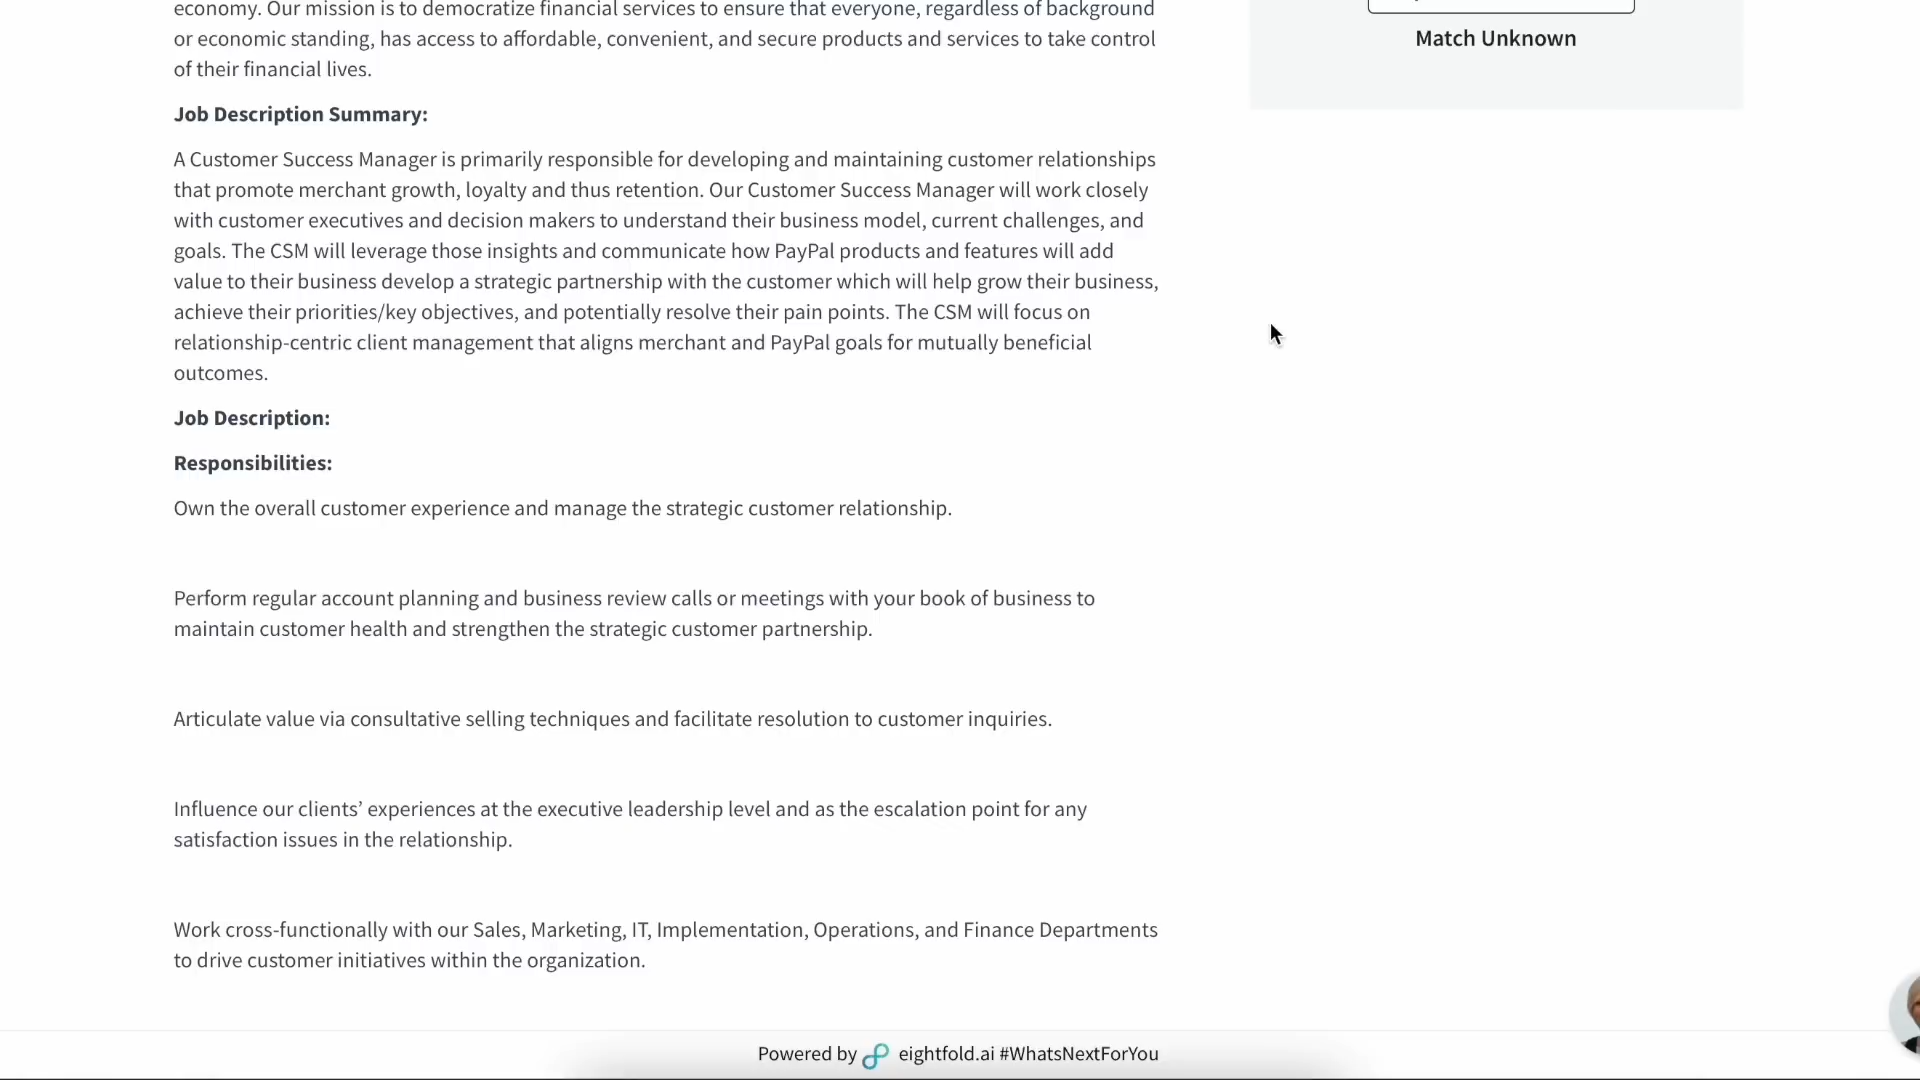 economy. Our mission is to democratize financial services to ensure that everyone, regardless of background
or economic standing, has access to affordable, convenient, and secure products and services to take control
of their financial lives.
Match Unknown
Job Description Summary:
A Customer Success Manager is primarily responsible for developing and maintaining customer relationships
that promote merchant growth, loyalty and thus retention. Our Customer Success Manager will work closely
with customer executives and decision makers to understand their business model, current challenges, and
goals. The CSM will leverage those insights and communicate how PayPal products and features will add
value to their business develop a strategic partnership with the customer which will help grow their business,
achieve their priorities/key objectives, and potentially resolve their pain points. The CSM will focus on
relationship-centric client management that aligns merchant and PayPal goals for mutually beneficial
outcomes.
Job Description:
Responsibilities:
Own the overall customer experience and manage the strategic customer relationship.
Perform regular account planning and business review calls or meetings with your book of business to
maintain customer health and strengthen the strategic customer partnership.
Articulate value via consultative selling techniques and facilitate resolution to customer inquiries.
Influence our clients’ experiences at the executive leadership level and as the escalation point for any
satisfaction issues in the relationship.
Work cross-functionally with our Sales, Marketing, IT, Implementation, Operations, and Finance Departments
to drive customer initiatives within the organization.
Powered by eightfold.ai #WhatsNextForYou